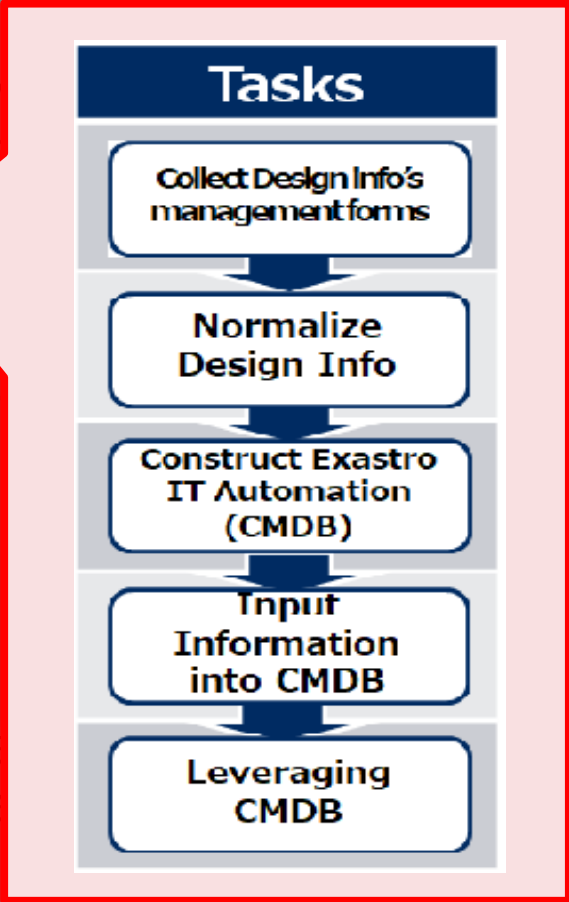 Tasks
Collect Design Info's
management forms
Normalize
Design Info
Construct Exastro
IT Automation
(CMDB)
Input
Information
into CMDB
Leveraging
CMDB